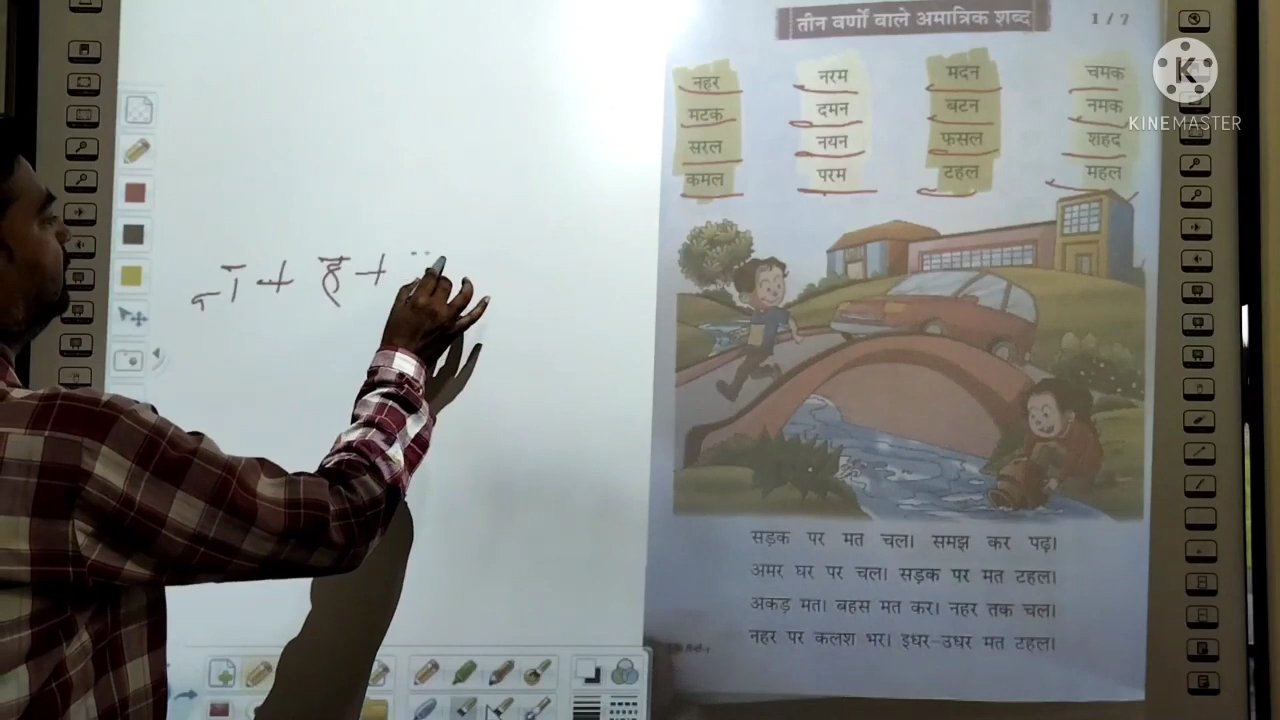 तीन वर्णों वाले अमात्रिक शब्द
1/7
KINEMASTER
नहर नरम मदन चमक
मटक दमन बटन नमक
सरल नयन फसल शहद
कमल परम टहल महल
न + ह +
सड़क पर मत चल। समझ कर पढ़।
अमर घर पर चल। सड़क पर मत टहल।
अकड़ मत। बहस मत कर। नहर तक चल।
नहर पर कलश भर। इधर-उधर मत टहल।